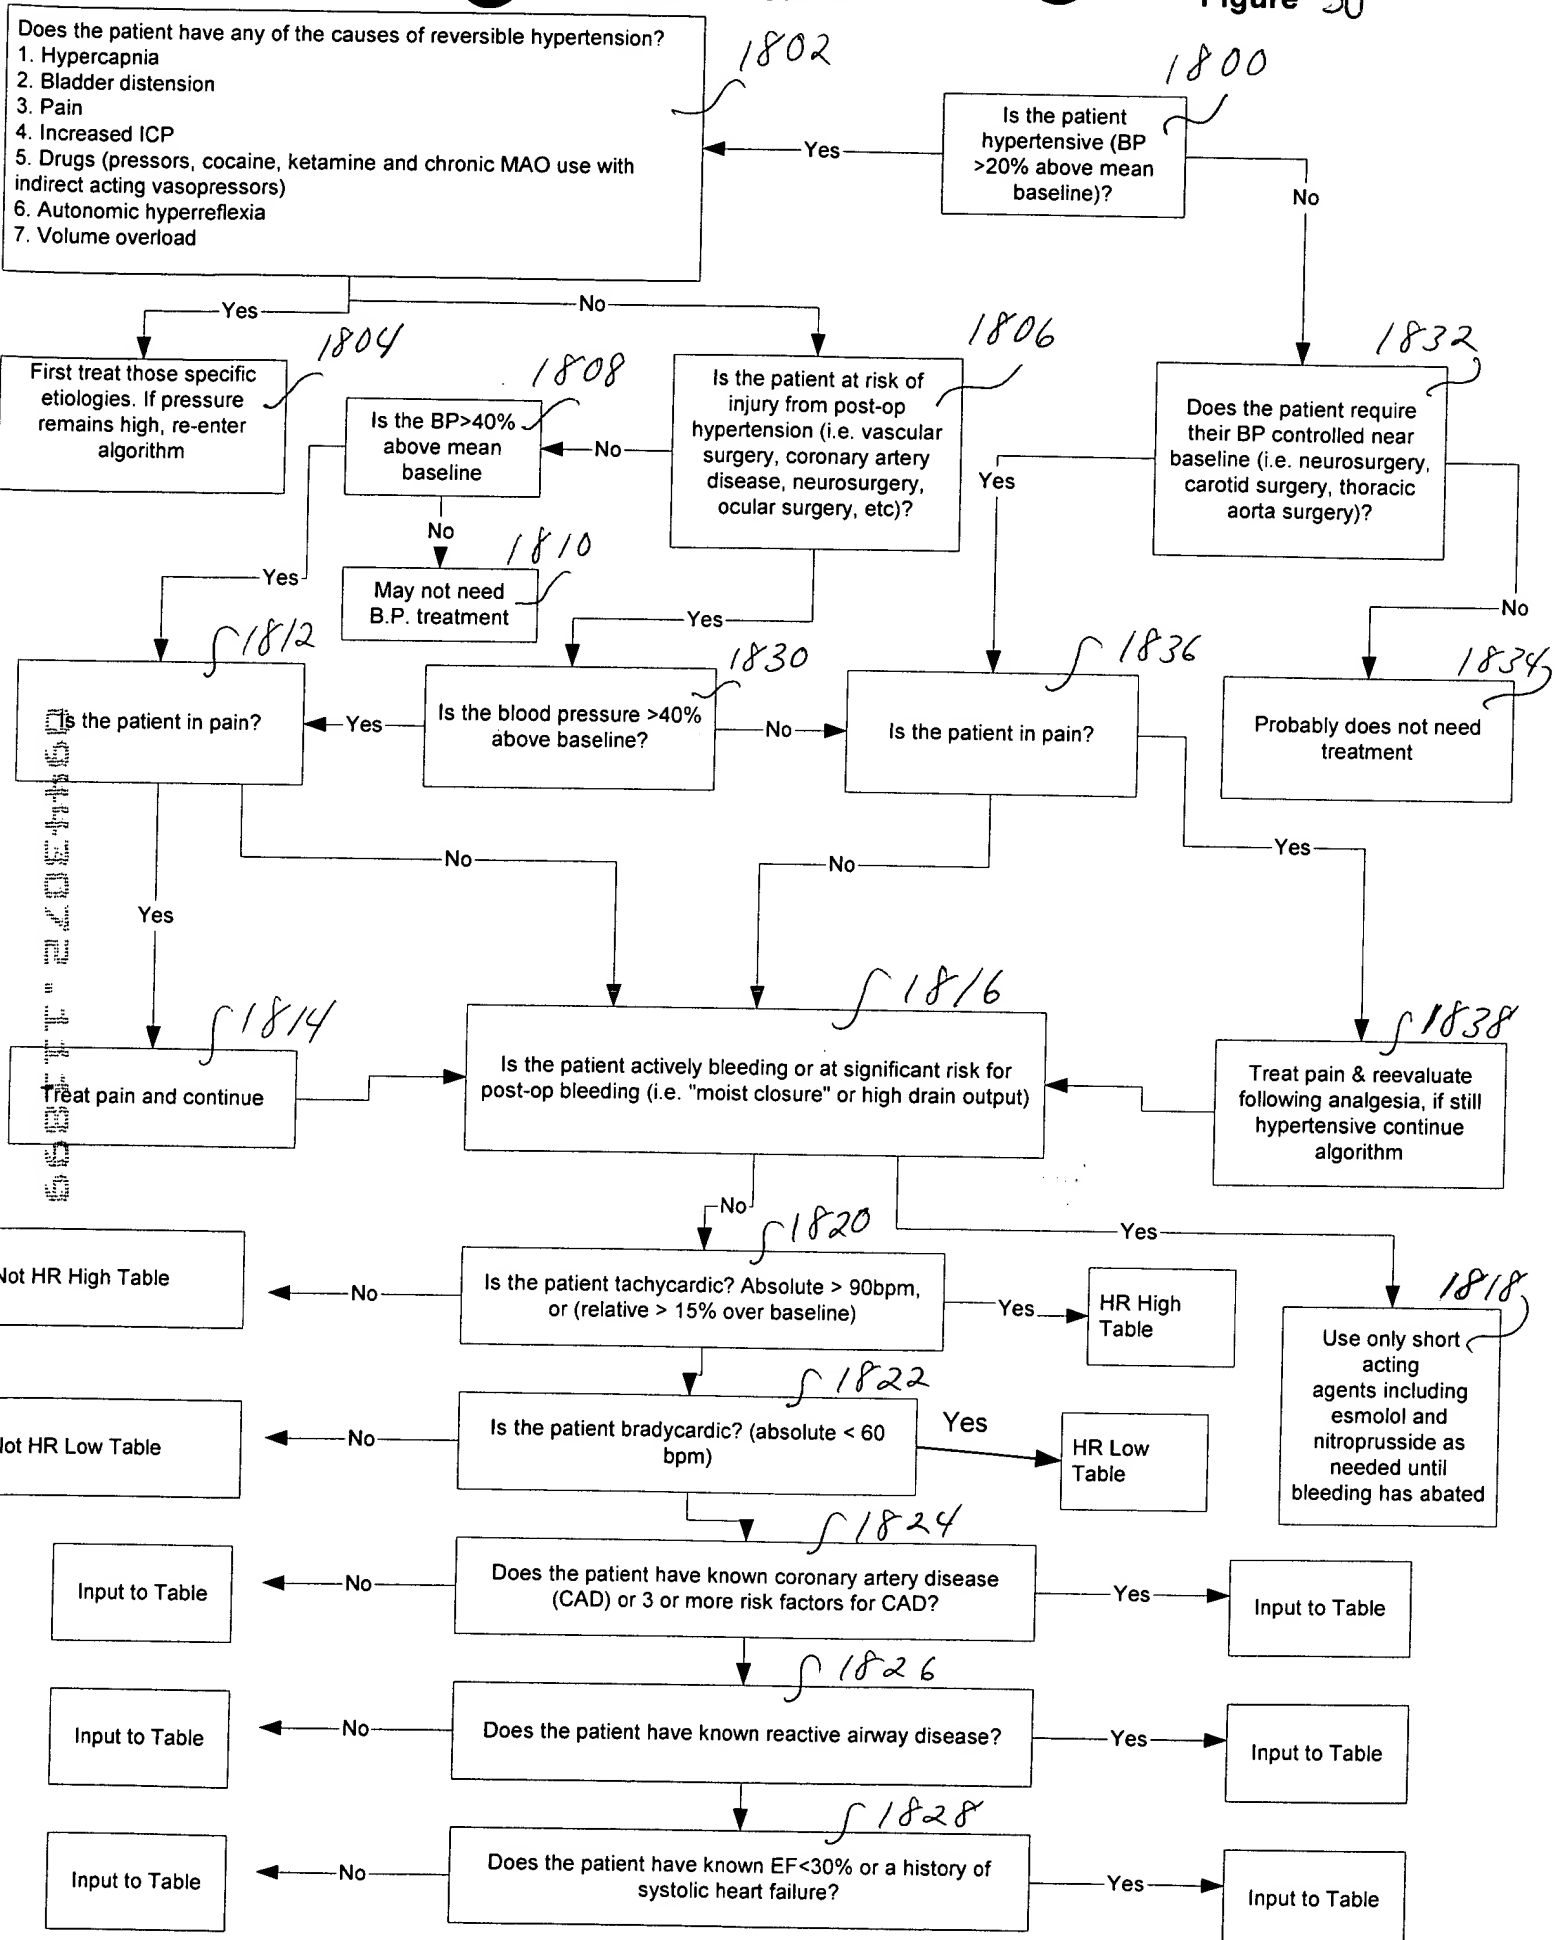 Figure 30
Does the patient have any of the causes of reversible hypertension?
1. Hypercapnia
2. Bladder distension
3. Pain
4. Increased ICP
5. Drugs (pressors, cocaine, ketamine and chronic MAO use with
indirect acting vasopressors)
6. Autonomic hyperreflexia
7. Volume overload
1802
1800
Is the patient
hypertensive (BP
>20% above mean
baseline)?
Yes
No
Yes
No
1804
First treat those specific
etiologies. If pressure
remains high, re-enter
algorithm
1808
Is the BP>40%
above mean
baseline
No
1806
Is the patient at risk of
injury from post-op
hypertension (i.e. vascular
surgery, coronary artery
disease, neurosurgery,
ocular surgery, etc)?
1832
Does the patient require
their BP controlled near
baseline (i.e. neurosurgery,
carotid surgery, thoracic
aorta surgery)?
Yes
No
Yes
No
1810
May not need
B.P. treatment
Yes
1812
Is the patient in pain?
Yes
1830
Is the blood pressure >40%
above baseline?
No
1836
Is the patient in pain?
1834
Probably does not need
treatment
No
No
Yes
Yes
09443072.111899
1814
Treat pain and continue
1816
Is the patient actively bleeding or at significant risk for
post-op bleeding (i.e. "moist closure" or high drain output)
1838
Treat pain & reevaluate
following analgesia, if still
hypertensive continue
algorithm
No
Yes
Not HR High Table
No
1820
Is the patient tachycardic? Absolute > 90bpm,
or (relative > 15% over baseline)
Yes
HR High
Table
1818
Use only short
acting
agents including
esmolol and
nitroprusside as
needed until
bleeding has abated
Not HR Low Table
No
1822
Is the patient bradycardic? (absolute < 60
bpm)
Yes
HR Low
Table
Input to Table
No
1824
Does the patient have known coronary artery disease
(CAD) or 3 or more risk factors for CAD?
Yes
Input to Table
Input to Table
No
1826
Does the patient have known reactive airway disease?
Yes
Input to Table
Input to Table
No
1828
Does the patient have known EF<30% or a history of
systolic heart failure?
Yes
Input to Table